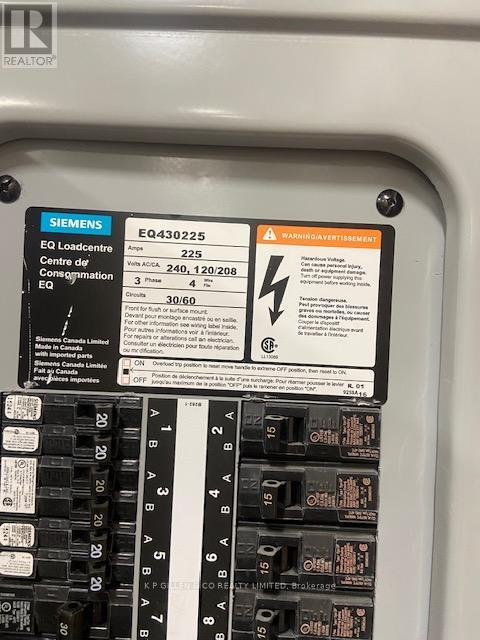 R
REALTOR®
SIEMENS
EQ Loadcentre
Centre de
Consommation
EQ
Siemens Canada Limited
Made in Canada
with imported parts
Siemens Canada Limitée
Fait au Canada
avec pièces importées
EQ430225
Amps 225
Volts AC/CA. 240, 120/208
3 Phase 4 Wire Fils
Circuits 30/60
Front for flush or surface mount.
Devant pour montage encastré ou en saillie.
For other information see wiring label inside.
Pour autres informations voir à l'intérieur.
For repairs or alterations call an electrician.
Consulter un électricien pour toute réparation
ou modification.
WARNING/AVERTISSEMENT
Hazardous Voltage.
Can cause personal injury,
death or equipment damage.
Turn off power supplying this
equipment before working inside.
Tension dangereuse.
Peut provoquer des blessures
graves ou mortelles, ou causer
des dommages à l'équipement.
Couper le dispositif
d'alimentation électrique avant
de travailler à l'intérieur.
LL13089
ON
OFF
Overload trip position to reset move handle to extreme OFF position, then reset to ON.
Position de déclenchement à la suite d'une surcharge: Pour réarmer pousser le levier
jusqu'au maximum de la position "OFF" puis le ramener en position "ON".
R. 01
9258A16
SIEMENS
20
A
1
B
9262-1
A
2
B
15
20
20
A
3
B
A
4
B
15
20
20
A
5
B
A
6
B
15
20
30
A
7
B
A
8
B
15
K P GILLEN & CO REALTY LIMITED, Brokerage